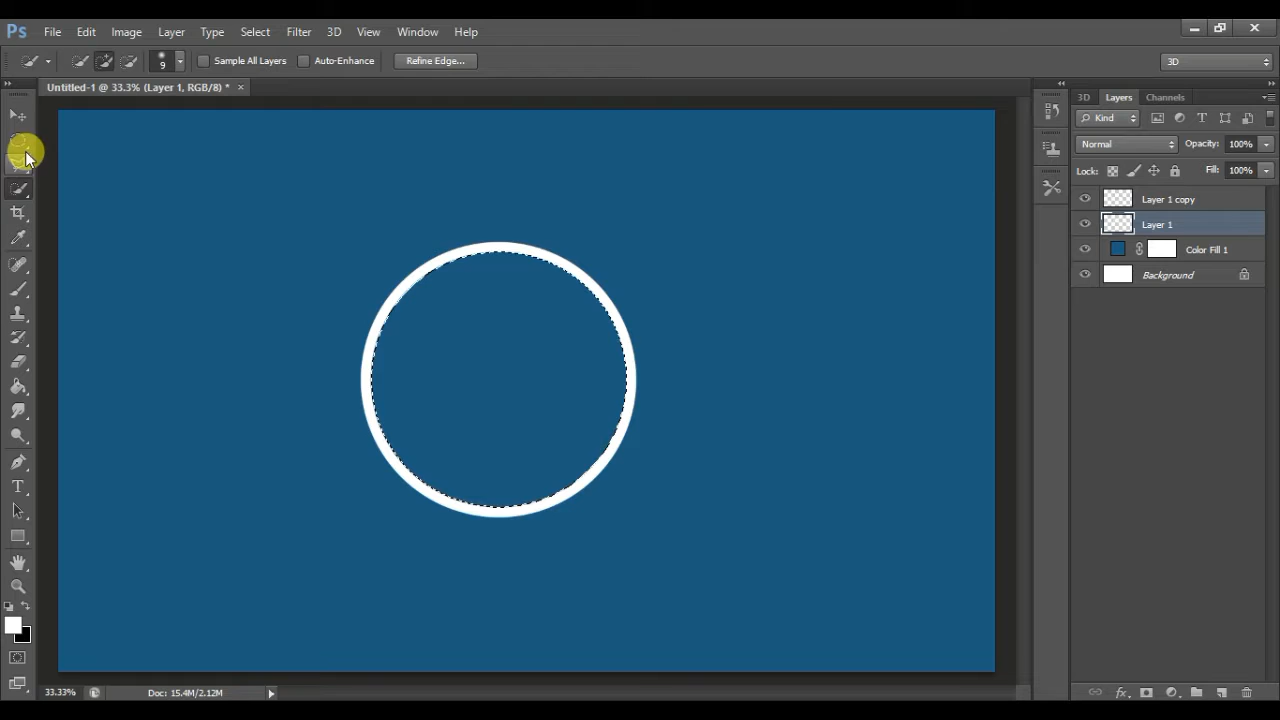 Ps File Edit Image Layer Type Select Filter 3D View Window Help
9 Sample All Layers Auto-Enhance Refine Edge... 3D
Untitled-1 @ 33.3% (Layer 1, RGB/8) * ×
3D Layers Channels
Kind
Normal Opacity: 100%
Lock: Fill: 100%
Layer 1 copy
Layer 1
Color Fill 1
Background
T
33.33% Doc: 15.4M/2.12M
fx